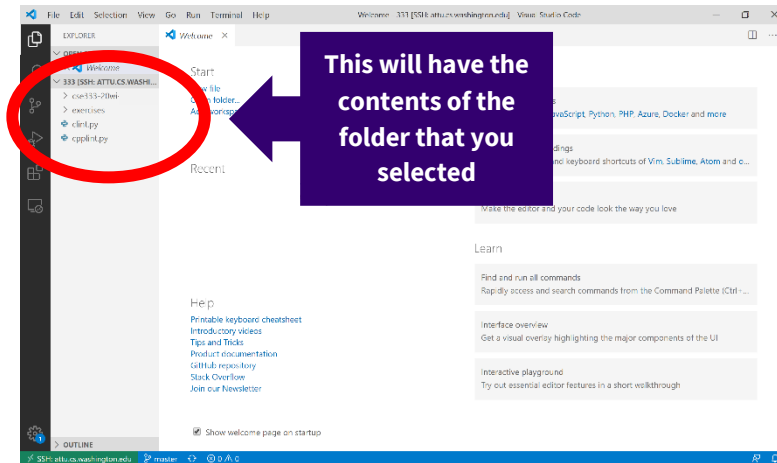 File Edit Selection View Go Run Terminal Help
Welcome - 333 [SSH: attu.cs.washington.edu] - Visual Studio Code
EXPLORER
Welcome
Welcome
333 [SSH: ATTU.CS.WASHI...
cse333-20wi-
exercises
clint.py
cpplint.py
This will have the
contents of the
folder that you
selected
Start
Recent
Python, PHP, Azure, Docker and more
and keyboard shortcuts of Vim, Sublime, Atom and o...
Make the editor and your code look the way you love
Learn
Find and run all commands
Rapidly access and search commands from the Command Palette (Ctrl+...
Interface overview
Get a visual overlay highlighting the major components of the UI
Interactive playground
Try out essential editor features in a short walkthrough
Help
Printable keyboard cheatsheet
Introductory videos
Tips and Tricks
Product documentation
GitHub repository
Stack Overflow
Join our Newsletter
Show welcome page on startup
OUTLINE
SSH: attu.cs.washington.edu master 0 0